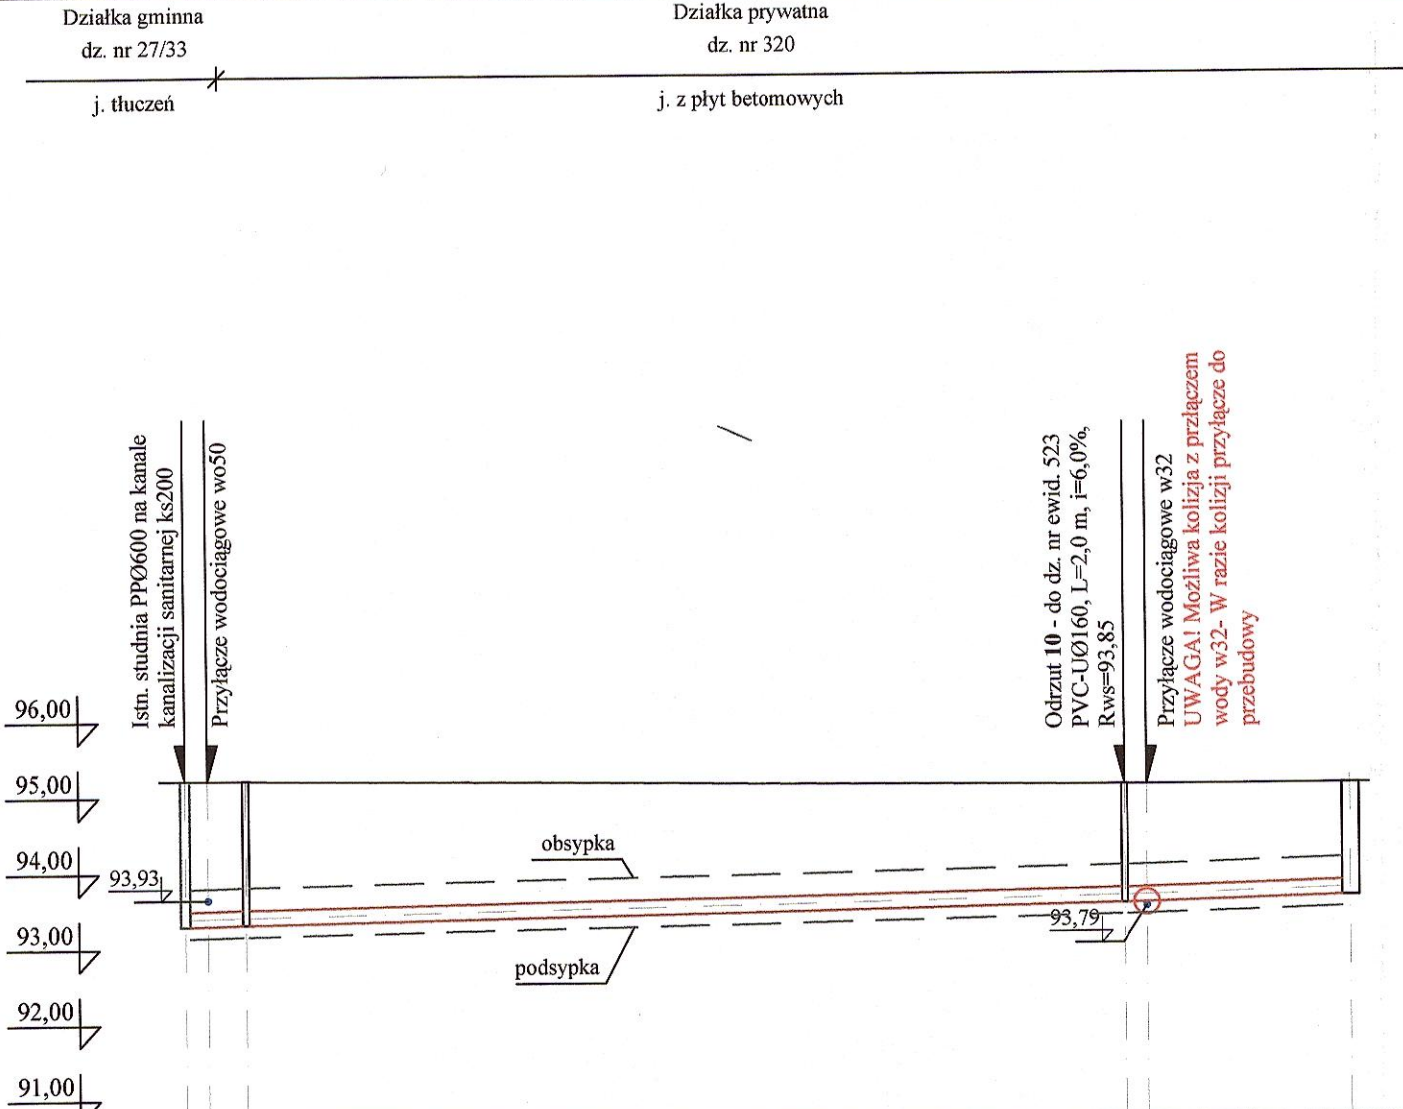 Działka gminna
dz. nr 27/33
Działka prywatna
dz. nr 320
j. tłuczeń
j. z płyt betomowych
Istn. studnia PPØ600 na kanale
kanalizacji sanitarnej ks200
Przyłącze wodociągowe wo50
Odrzut 10 - do dz. nr ewid. 523
PVC-UØ160, L=2,0 m, i=6,0%,
Rws=93,85
Przyłącze wodociągowe w32
UWAGA! Możliwa kolizja z przłączem
wody w32- W razie kolizji przyłącze do
przebudowy
96,00
95,00
94,00
93,93
93,00
92,00
91,00
obsypka
podsypka
93,79